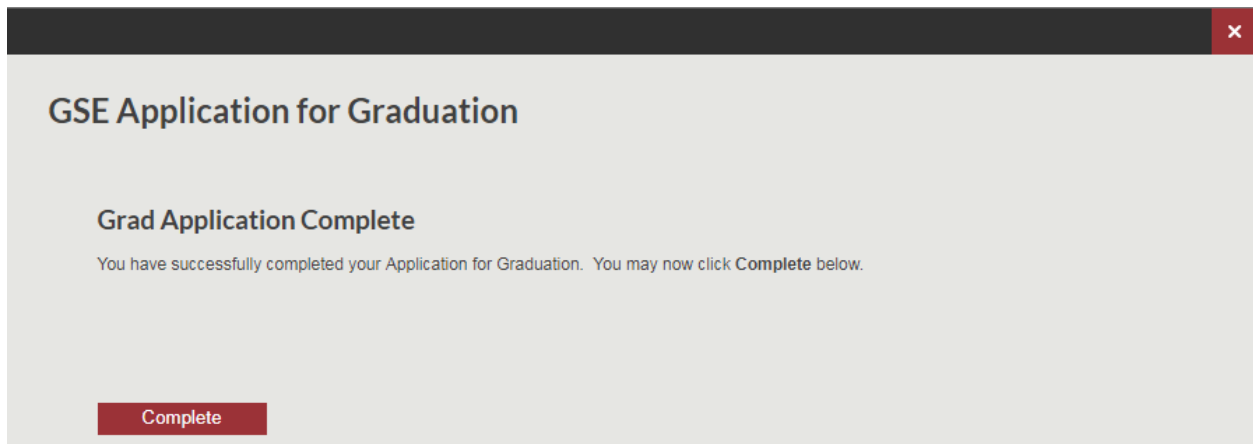 GSE Application for Graduation
Grad Application Complete
You have successfully completed your Application for Graduation. You may now click Complete below.
Complete